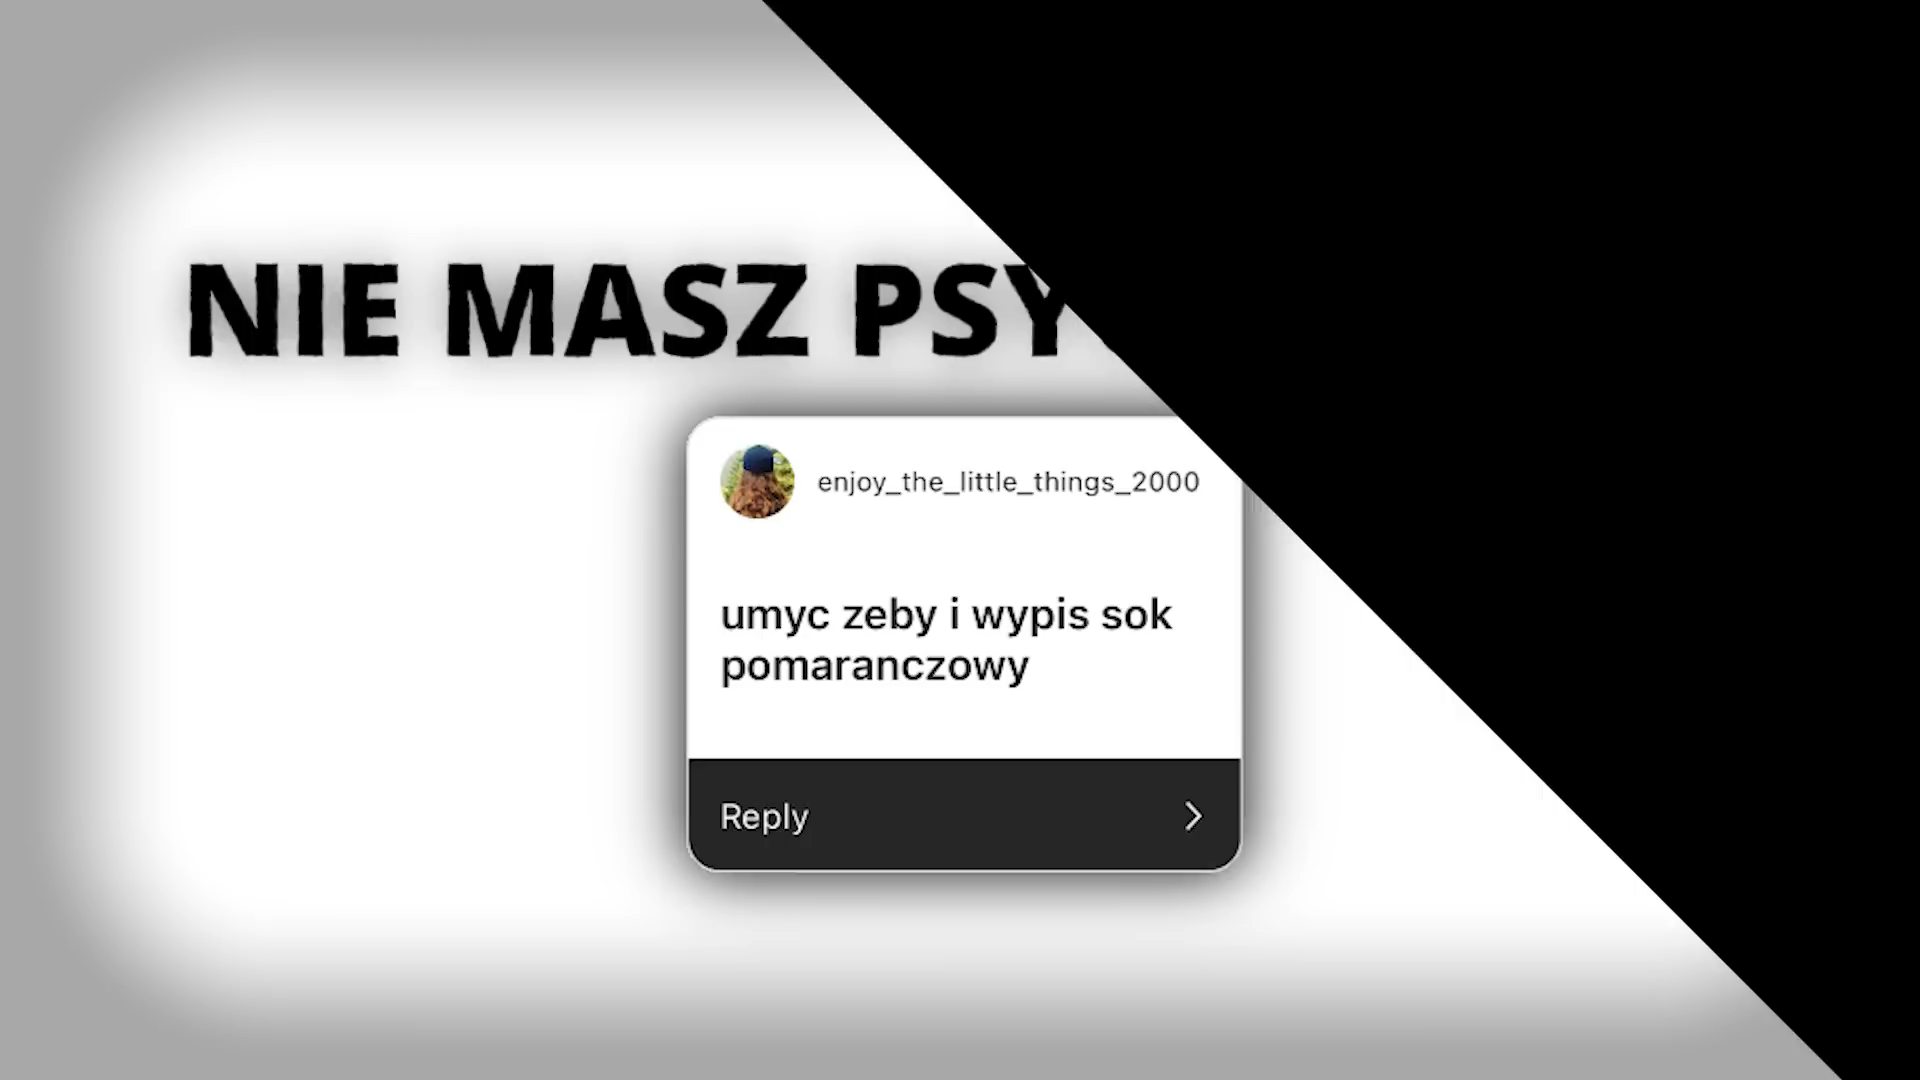 NIE MASZ PSY
enjoy_the_little_things_2000
umyc zeby i wypis sok
pomaranczowy
Reply